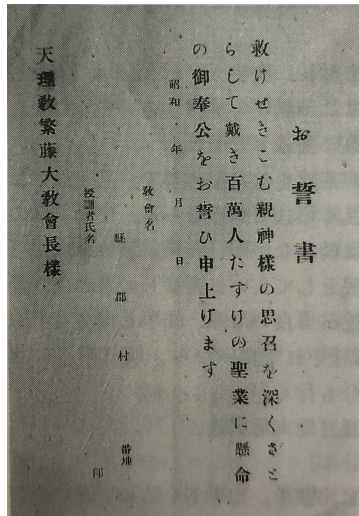 お誓書
救けせきこむ親神様の思召を深くさと
らして戴き百萬人たすけの聖業に懸命
の御奉公をお誓ひ申上げます
昭和 年 月 日
教會名
縣 郡 村 番地
授訓者氏名 ㊞
天理教繁藤大教會長様